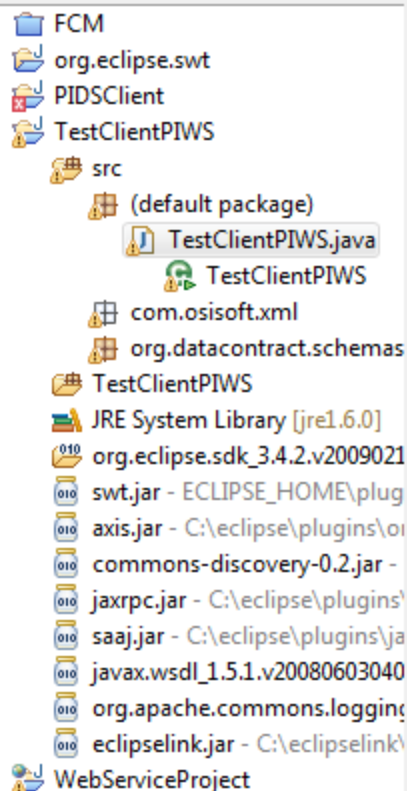 FCM
org.eclipse.swt
PIDSClient
TestClientPIWS
src
(default package)
TestClientPIWS.java
TestClientPIWS
com.osisoft.xml
org.datacontract.schemas
TestClientPIWS
JRE System Library [jre1.6.0]
org.eclipse.sdk_3.4.2.v2009021
swt.jar - ECLIPSE_HOME\plug
axis.jar - C:\eclipse\plugins\or
commons-discovery-0.2.jar -
jaxrpc.jar - C:\eclipse\plugins\
saaj.jar - C:\eclipse\plugins\ja
javax.wsdl_1.5.1.v20080603040
org.apache.commons.logging
eclipselink.jar - C:\eclipselink\
WebServiceProject